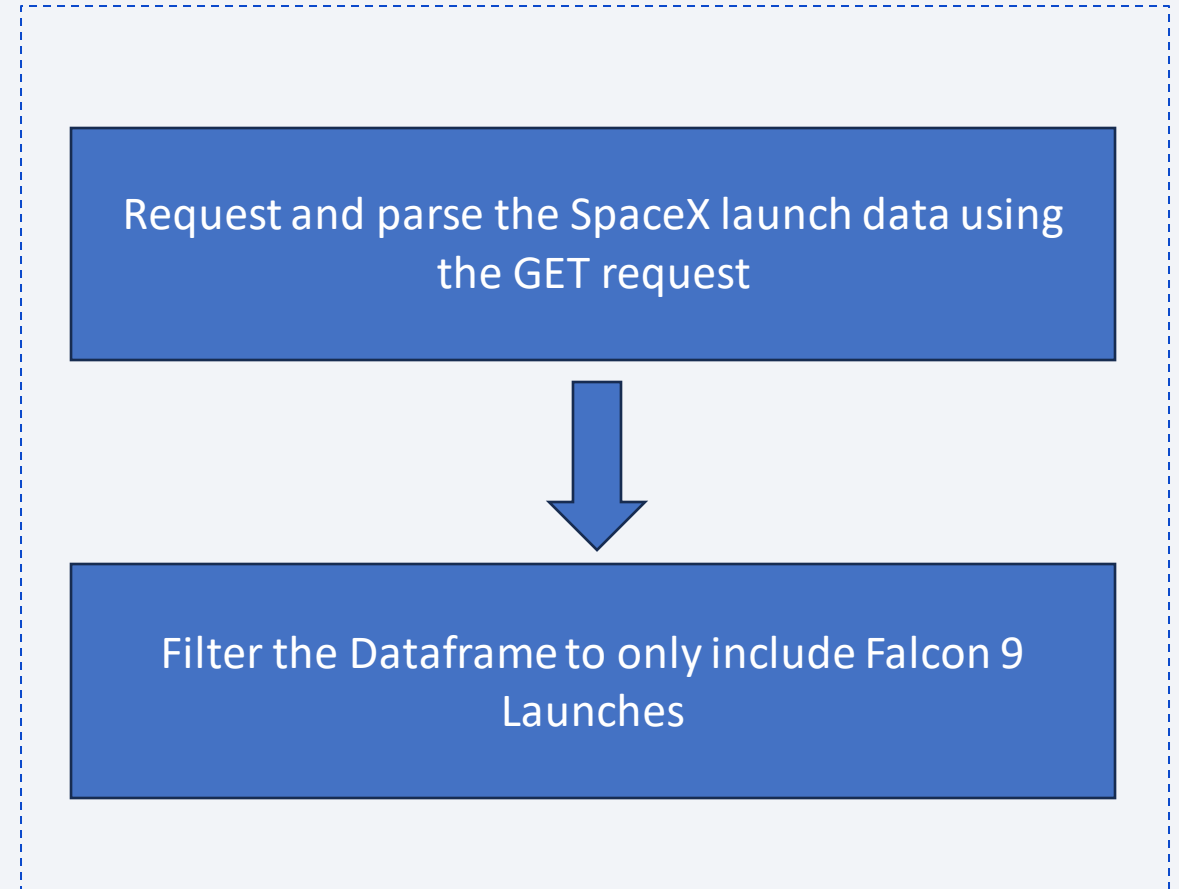 Request and parse the SpaceX launch data using
the GET request
Filter the Dataframe to only include Falcon 9
Launches